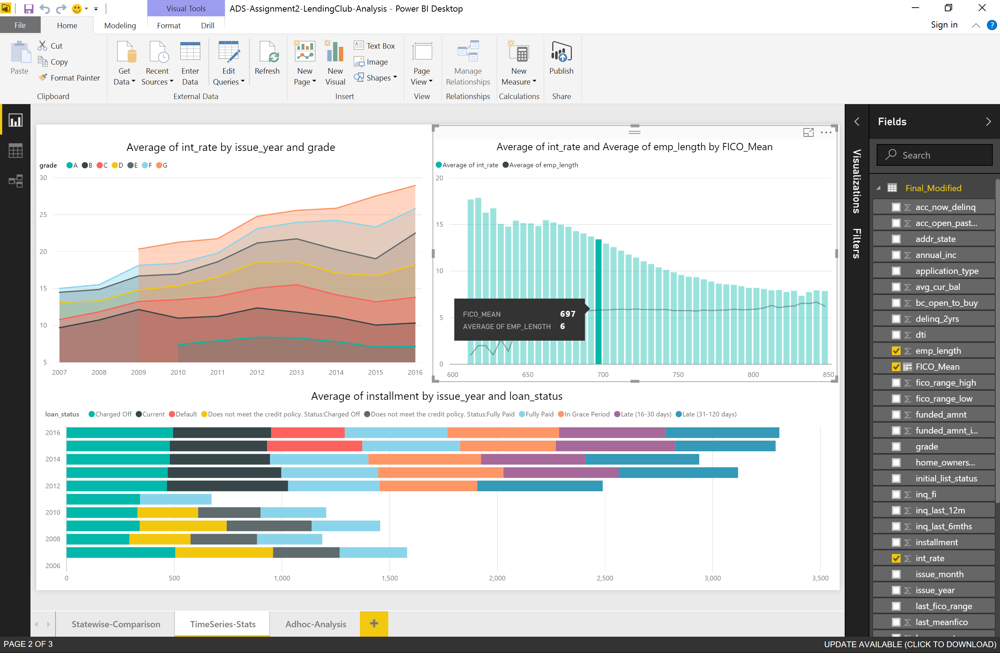 Visual Tools
ADS-Assignment2-LendingClub-Analysis - Power BI Desktop
File
Home
Modeling
Format
Drill
Sign in
?
Paste
Cut
Copy
Format Painter
Clipboard
Get Data
Recent Sources
Enter Data
Edit Queries
Refresh
External Data
New Page
New Visual
Text Box
Image
Shapes
Insert
Page View
View
Manage Relationships
Relationships
New Measure
Calculations
Publish
Share
Average of int_rate by issue_year and grade
grade A B C D E F G
30
25
20
15
10
5
2007 2008 2009 2010 2011 2012 2013 2014 2015 2016
Average of int_rate and Average of emp_length by FICO_Mean
Average of int_rate Average of emp_length
20
15
10
5
0
600 650 700 750 800 850
FICO_MEAN 697
AVERAGE OF EMP_LENGTH 6
Average of installment by issue_year and loan_status
loan_status Charged Off Current Default Does not meet the credit policy. Status:Charged Off Does not meet the credit policy. Status:Fully Paid Fully Paid In Grace Period Late (16-30 days) Late (31-120 days)
2016
2014
2012
2010
2008
2006
0 500 1,000 1,500 2,000 2,500 3,000 3,500
Visualizations
Filters
Fields
Search
Final_Modified
acc_now_delinq
acc_open_past...
addr_state
annual_inc
application_type
avg_cur_bal
bc_open_to_buy
delinq_2yrs
dti
emp_length
FICO_Mean
fico_range_high
fico_range_low
funded_amnt
funded_amnt_i...
grade
home_owners...
initial_list_status
inq_fi
inq_last_12m
inq_last_6mths
installment
int_rate
issue_month
issue_year
last_fico_range
last_meanfico
Statewise-Comparison
TimeSeries-Stats
Adhoc-Analysis
+
PAGE 2 OF 3
UPDATE AVAILABLE (CLICK TO DOWNLOAD)